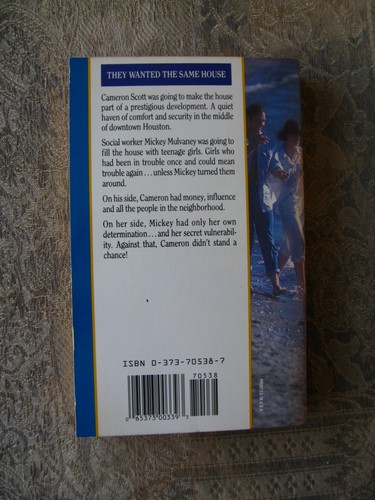 THEY WANTED THE SAME HOUSE
Cameron Scott was going to make the house
part of a prestigious development. A quiet
haven of comfort and security in the middle
of downtown Houston.
Social worker Mickey Mulvaney was going to
fill the house with teenage girls. Girls who
had been in trouble once and could mean
trouble again . . . unless Mickey turned them
around.
On his side, Cameron had money, influence
and all the people in the neighborhood.
On her side, Mickey had only her own
determination . . . and her secret vulnerabil-
ity. Against that, Cameron didn't stand a
chance!
ISBN 0-373-70538-7
70538
65373 00339